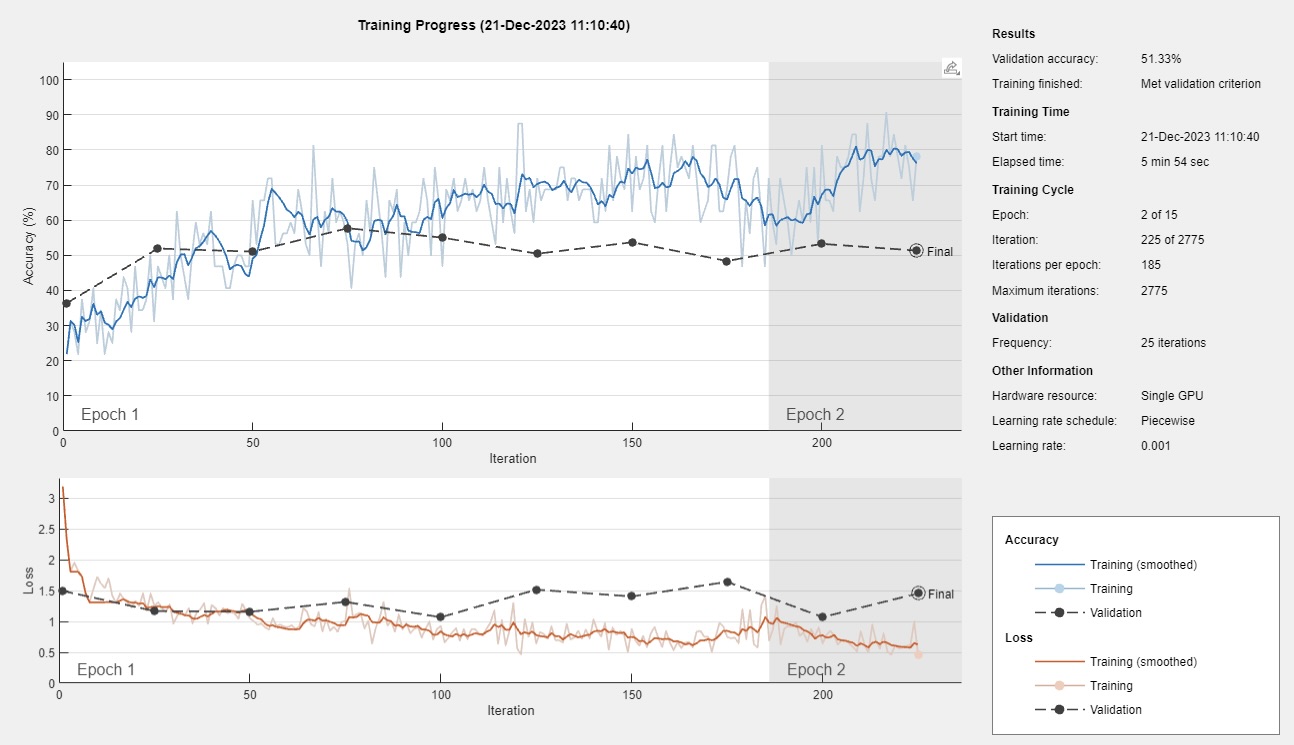 Training Progress (21-Dec-2023 11:10:40)
Accuracy (%)
100
90
80
70
60
50
40
30
20
10
0
Final
Epoch 1
Epoch 2
0
50
100
150
200
Iteration
Loss
3
2.5
2
1.5
1
0.5
0
Final
Epoch 1
Epoch 2
0
50
100
150
200
Iteration
Results
Validation accuracy: 51.33%
Training finished: Met validation criterion
Training Time
Start time: 21-Dec-2023 11:10:40
Elapsed time: 5 min 54 sec
Training Cycle
Epoch: 2 of 15
Iteration: 225 of 2775
Iterations per epoch: 185
Maximum iterations: 2775
Validation
Frequency: 25 iterations
Other Information
Hardware resource: Single GPU
Learning rate schedule: Piecewise
Learning rate: 0.001
Accuracy
Training (smoothed)
Training
Validation
Loss
Training (smoothed)
Training
Validation